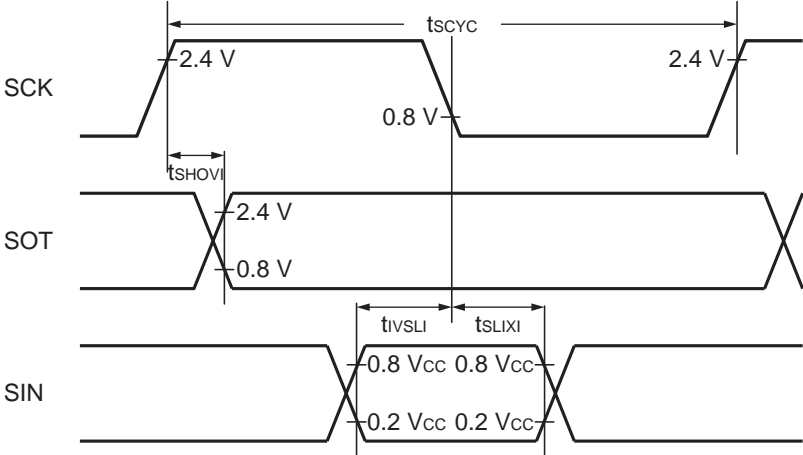 tSCYC
SCK
2.4 V
2.4 V
0.8 V
tSHOVI
SOT
2.4 V
0.8 V
tIVSLI tSLIXI
SIN
0.8 VCC 0.8 VCC
0.2 VCC 0.2 VCC